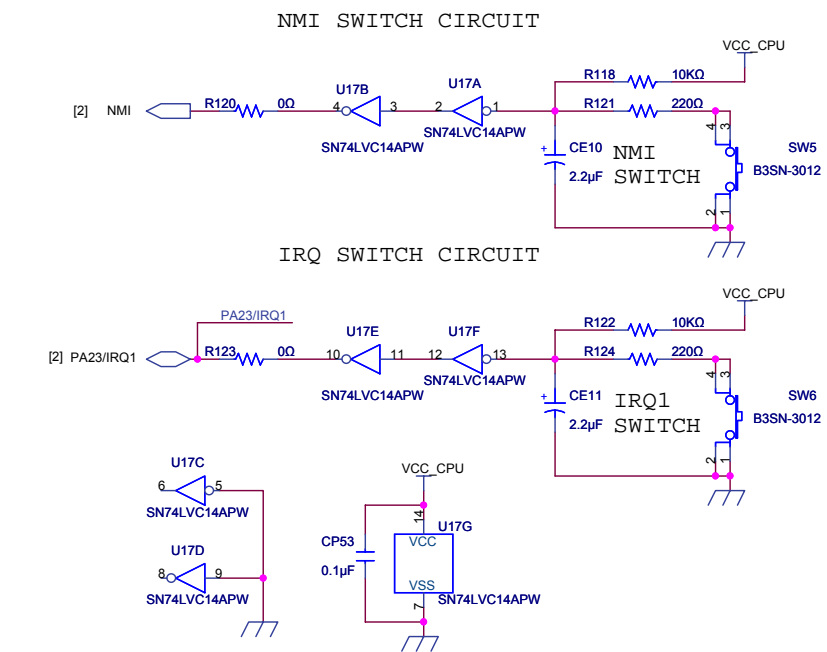 NMI SWITCH CIRCUIT
VCC_CPU
R118 10KΩ
U17B U17A
[2] NMI R120 0Ω 4 3 2 1 R121 220Ω
4 3
SN74LVC14APW SN74LVC14APW
+ CE10 NMI SW5
2.2µF SWITCH B3SN-3012
2 1
IRQ SWITCH CIRCUIT
VCC_CPU
PA23/IRQ1
R122 10KΩ
U17E U17F
[2] PA23/IRQ1 R123 0Ω 10 11 12 13 R124 220Ω
4 3
SN74LVC14APW SN74LVC14APW
+ CE11 IRQ1 SW6
2.2µF SWITCH B3SN-3012
2 1
U17C
6 5
SN74LVC14APW
U17D
8 9
SN74LVC14APW
VCC_CPU
14
U17G
CP53 VCC
0.1µF
VSS
SN74LVC14APW
7